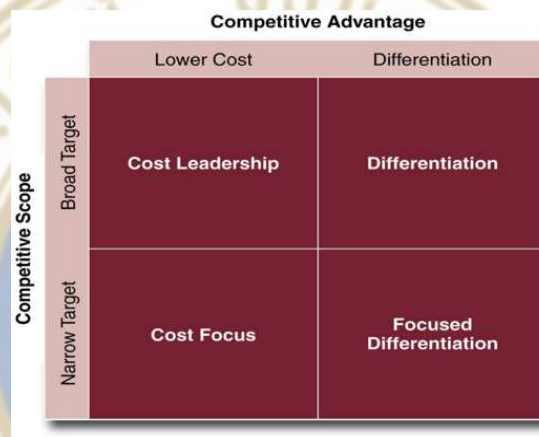 Competitive Advantage
Lower Cost
Differentiation
Competitive Scope
Broad Target
Cost Leadership
Differentiation
Narrow Target
Cost Focus
Focused
Differentiation